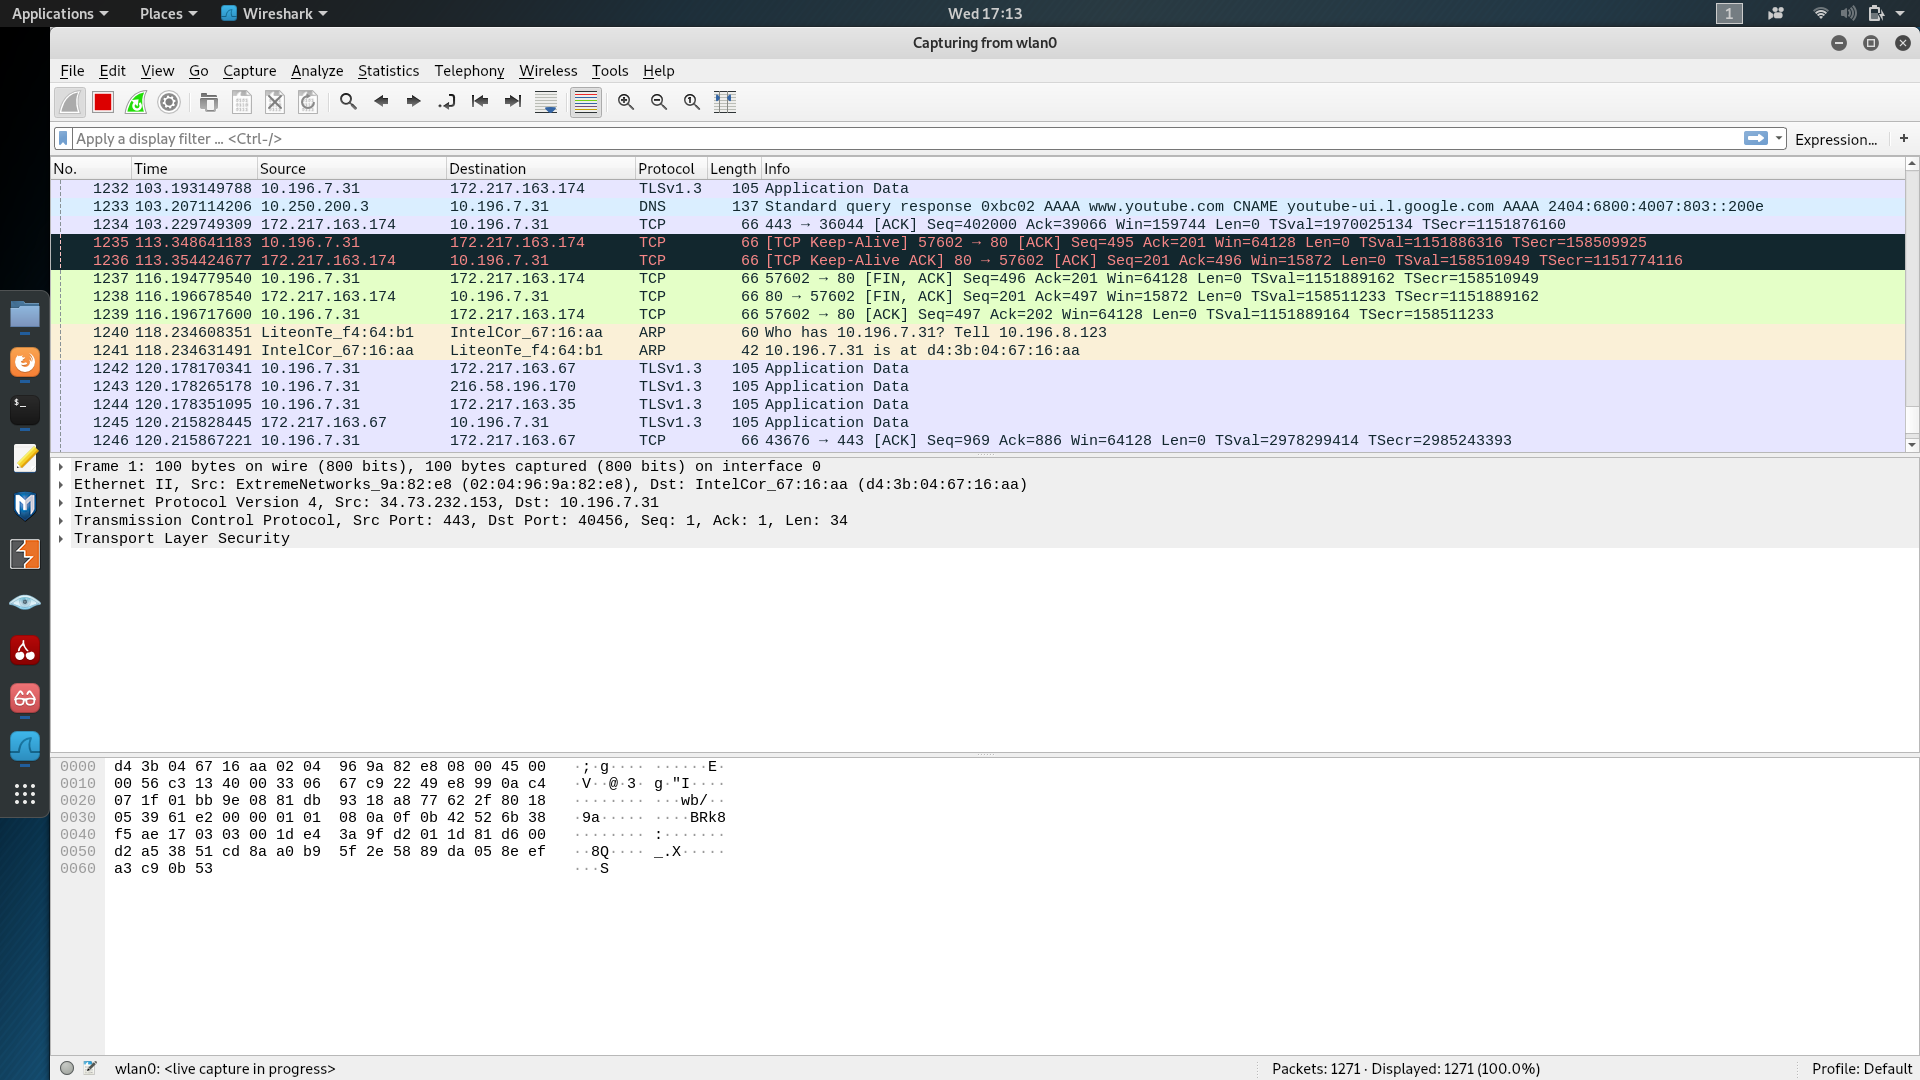 Applications Places Wireshark Wed 17:13 1
Capturing from wlan0
File Edit View Go Capture Analyze Statistics Telephony Wireless Tools Help
Apply a display filter ... <Ctrl-/> Expression... +
No. Time Source Destination Protocol Length Info
1232 103.193149788 10.196.7.31 172.217.163.174 TLSv1.3 105 Application Data
1233 103.207114206 10.250.200.3 10.196.7.31 DNS 137 Standard query response 0xbc02 AAAA www.youtube.com CNAME youtube-ui.l.google.com AAAA 2404:6800:4007:803::200e
1234 103.229749309 172.217.163.174 10.196.7.31 TCP 66 443 → 36044 [ACK] Seq=402000 Ack=39066 Win=159744 Len=0 TSval=1970025134 TSecr=1151876160
1235 113.348641183 10.196.7.31 172.217.163.174 TCP 66 [TCP Keep-Alive] 57602 → 80 [ACK] Seq=495 Ack=201 Win=64128 Len=0 TSval=1151886316 TSecr=158509925
1236 113.354424677 172.217.163.174 10.196.7.31 TCP 66 [TCP Keep-Alive ACK] 80 → 57602 [ACK] Seq=201 Ack=496 Win=15872 Len=0 TSval=158510949 TSecr=1151774116
1237 116.194779540 10.196.7.31 172.217.163.174 TCP 66 57602 → 80 [FIN, ACK] Seq=496 Ack=201 Win=64128 Len=0 TSval=1151889162 TSecr=158510949
1238 116.196678540 172.217.163.174 10.196.7.31 TCP 66 80 → 57602 [FIN, ACK] Seq=201 Ack=497 Win=15872 Len=0 TSval=158511233 TSecr=1151889162
1239 116.196717600 10.196.7.31 172.217.163.174 TCP 66 57602 → 80 [ACK] Seq=497 Ack=202 Win=64128 Len=0 TSval=1151889164 TSecr=158511233
1240 118.234608351 LiteonTe_f4:64:b1 IntelCor_67:16:aa ARP 60 Who has 10.196.7.31? Tell 10.196.8.123
1241 118.234631491 IntelCor_67:16:aa LiteonTe_f4:64:b1 ARP 42 10.196.7.31 is at d4:3b:04:67:16:aa
1242 120.178170341 10.196.7.31 172.217.163.67 TLSv1.3 105 Application Data
1243 120.178265178 10.196.7.31 216.58.196.170 TLSv1.3 105 Application Data
1244 120.178351095 10.196.7.31 172.217.163.35 TLSv1.3 105 Application Data
1245 120.215828445 172.217.163.67 10.196.7.31 TLSv1.3 105 Application Data
1246 120.215867221 10.196.7.31 172.217.163.67 TCP 66 43676 → 443 [ACK] Seq=969 Ack=886 Win=64128 Len=0 TSval=2978299414 TSecr=2985243393
Frame 1: 100 bytes on wire (800 bits), 100 bytes captured (800 bits) on interface 0
Ethernet II, Src: ExtremeNetworks_9a:82:e8 (02:04:96:9a:82:e8), Dst: IntelCor_67:16:aa (d4:3b:04:67:16:aa)
Internet Protocol Version 4, Src: 34.73.232.153, Dst: 10.196.7.31
Transmission Control Protocol, Src Port: 443, Dst Port: 40456, Seq: 1, Ack: 1, Len: 34
Transport Layer Security
0000 d4 3b 04 67 16 aa 02 04 96 9a 82 e8 08 00 45 00 ·;·g···· ······E·
0010 00 56 c3 13 40 00 33 06 67 c9 22 49 e8 99 0a c4 ·V··@·3· g·"I····
0020 07 1f 01 bb 9e 08 81 db 93 18 a8 77 62 2f 80 18 ········ ···wb/··
0030 05 39 61 e2 00 00 01 01 08 0a 0f 0b 42 52 6b 38 ·9a····· ····BRk8
0040 f5 ae 17 03 03 00 1d e4 3a 9f d2 01 1d 81 d6 00 ········ :·······
0050 d2 a5 38 51 cd 8a a0 b9 5f 2e 58 89 da 05 8e ef ··8Q···· _.X·····
0060 a3 c9 0b 53 ···S
wlan0: <live capture in progress> Packets: 1271 · Displayed: 1271 (100.0%) Profile: Default